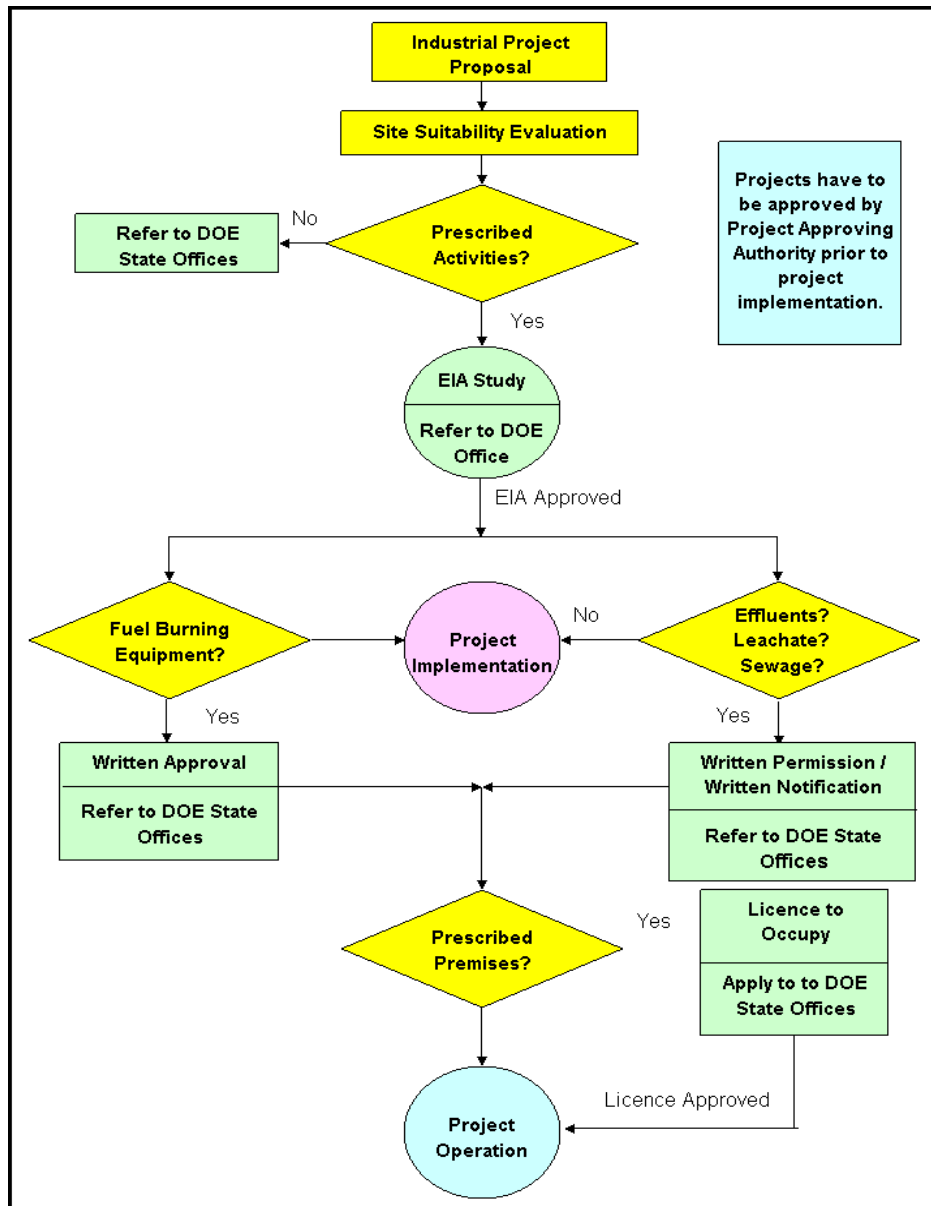 Industrial Project
Proposal
Site Suitability Evaluation
Projects have to
be approved by
Project Approving
Authority prior to
project
implementation.
No
Refer to DOE
State Offices
Prescribed
Activities?
Yes
EIA Study
Refer to DOE
Office
EIA Approved
Fuel Burning
Equipment?
Project
Implementation
No
Effluents?
Leachate?
Sewage?
Yes
Yes
Written Approval
Refer to DOE State
Offices
Written Permission /
Written Notification
Refer to DOE State
Offices
Prescribed
Premises?
Yes
Licence to
Occupy
Apply to to DOE
State Offices
Licence Approved
Project
Operation